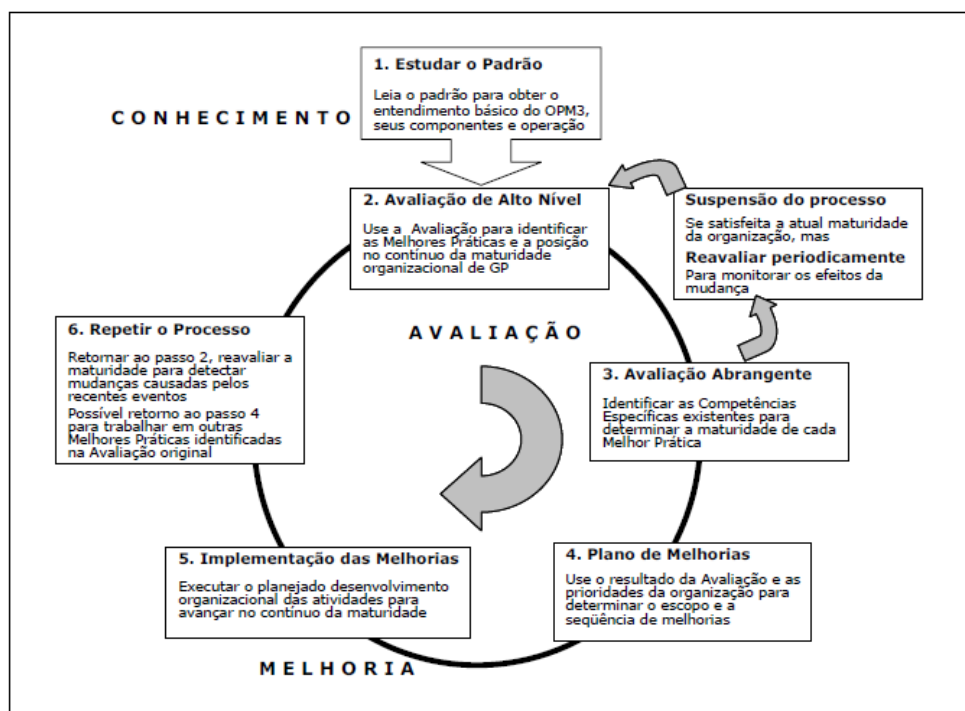 1. Estudar o Padrão
Leia o padrão para obter o
entendimento básico do OPM3,
seus componentes e operação
C O N H E C I M E N T O
2. Avaliação de Alto Nível
Use a Avaliação para identificar
as Melhores Práticas e a posição
no contínuo da maturidade
organizacional de GP
Suspensão do processo
Se satisfeita a atual maturidade
da organização, mas
Reavaliar periodicamente
Para monitorar os efeitos da
mudança
A V A L I A Ç Ã O
3. Avaliação Abrangente
Identificar as Competências
Específicas existentes para
determinar a maturidade de cada
Melhor Prática
4. Plano de Melhorias
Use o resultado da Avaliação e as
prioridades da organização para
determinar o escopo e a
seqüência de melhorias
5. Implementação das Melhorias
Executar o planejado desenvolvimento
organizacional das atividades para
avançar no contínuo da maturidade
M E L H O R I A
6. Repetir o Processo
Retornar ao passo 2, reavaliar a
maturidade para detectar
mudanças causadas pelos
recentes eventos
Possível retorno ao passo 4
para trabalhar em outras
Melhores Práticas identificadas
na Avaliação original